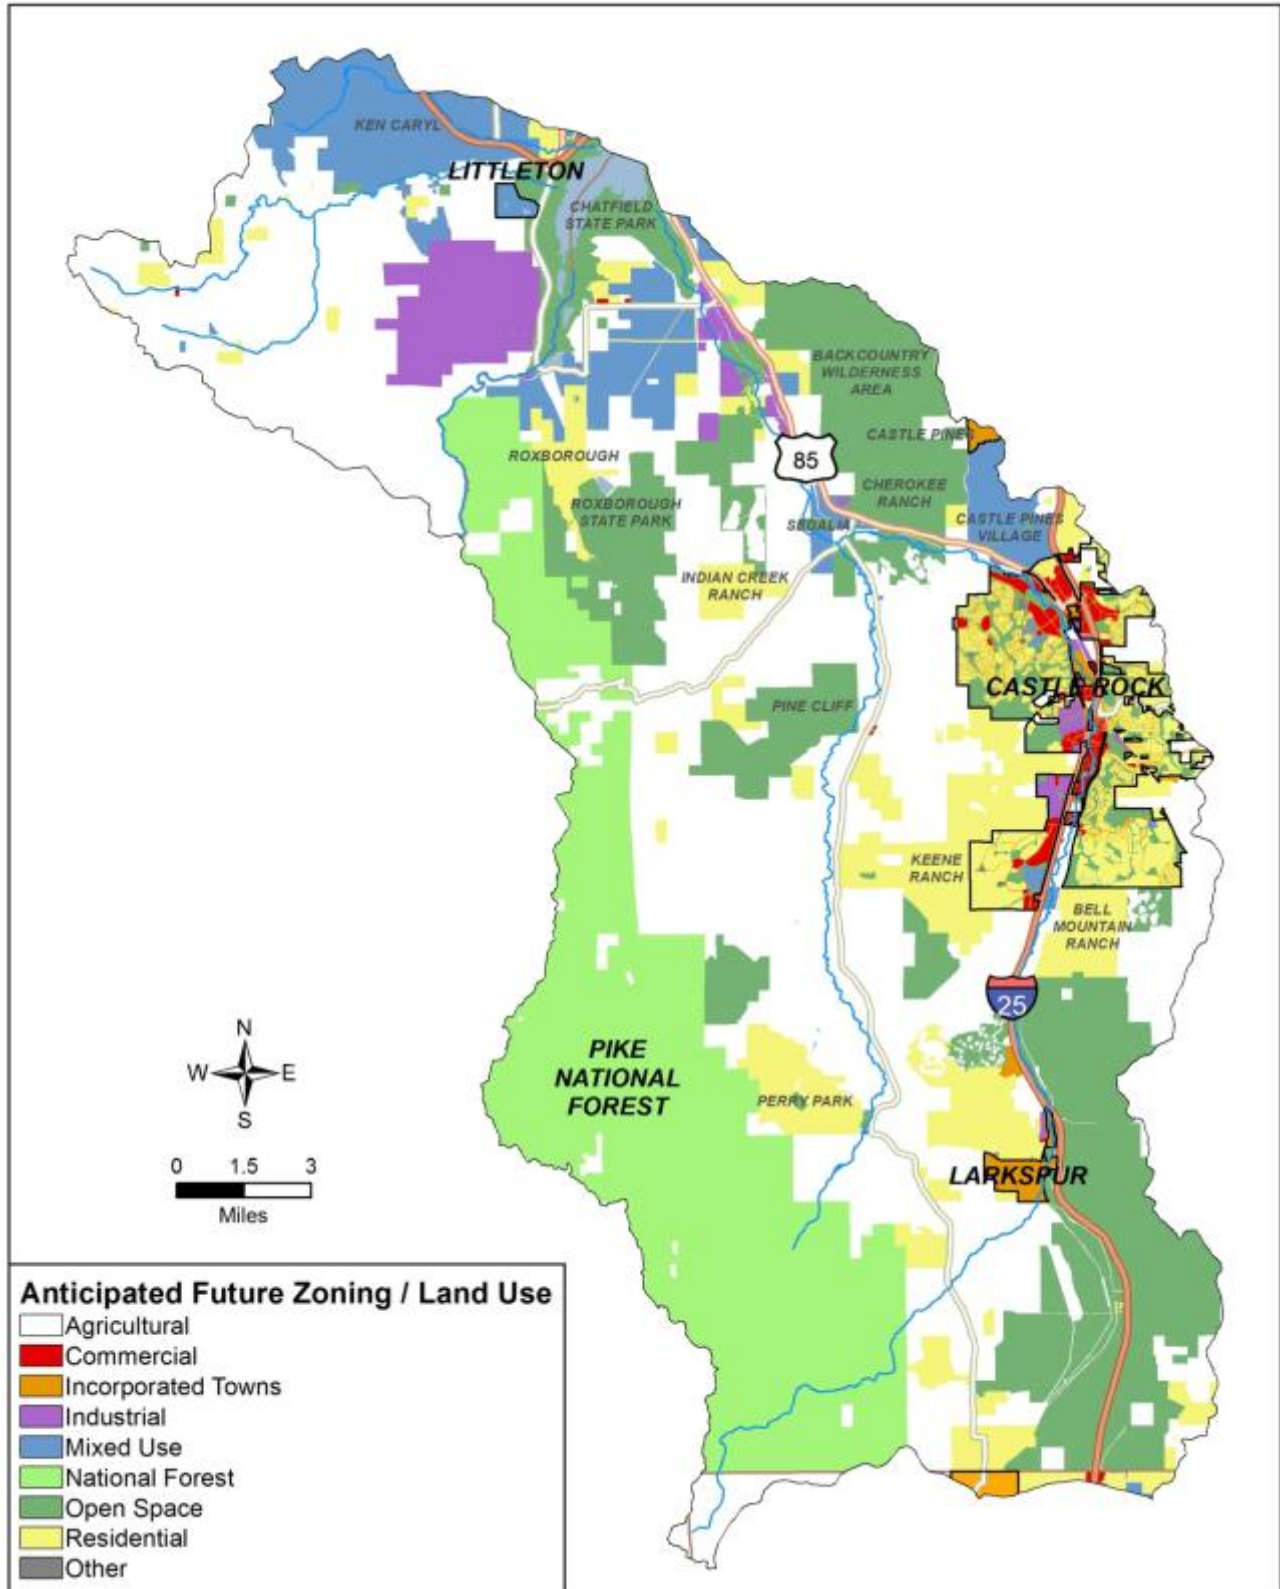 KEN CARYL
LITTLETON
CHATFIELD
STATE PARK
BACKCOUNTRY
WILDERNESS
AREA
CASTLE PINES
85
ROXBOROUGH
CHEROKEE
RANCH
ROXBOROUGH
STATE PARK
SEDALIA
CASTLE PINES
VILLAGE
INDIAN CREEK
RANCH
CASTLE ROCK
PINE CLIFF
KEENE
RANCH
BELL
MOUNTAIN
RANCH
25
N
W E
S
PIKE
NATIONAL
FOREST
PERRY PARK
0 1.5 3
Miles
LARKSPUR
Anticipated Future Zoning / Land Use
Agricultural
Commercial
Incorporated Towns
Industrial
Mixed Use
National Forest
Open Space
Residential
Other